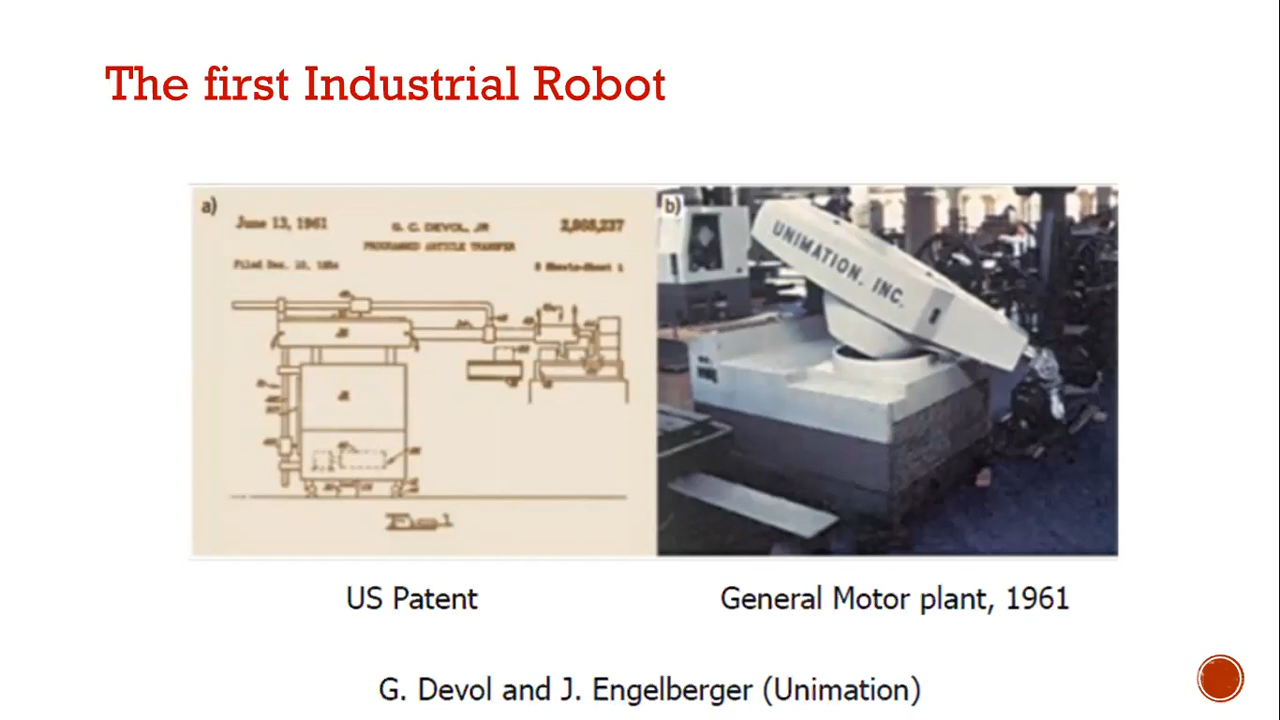 The first Industrial Robot
a)
June 13, 1961
G. C. DEVOL, JR
2,988,237
PROGRAMMED ARTICLE TRANSFER
Filed Dec. 10, 1954
b)
UNIMATION, INC.
US Patent
General Motor plant, 1961
G. Devol and J. Engelberger (Unimation)